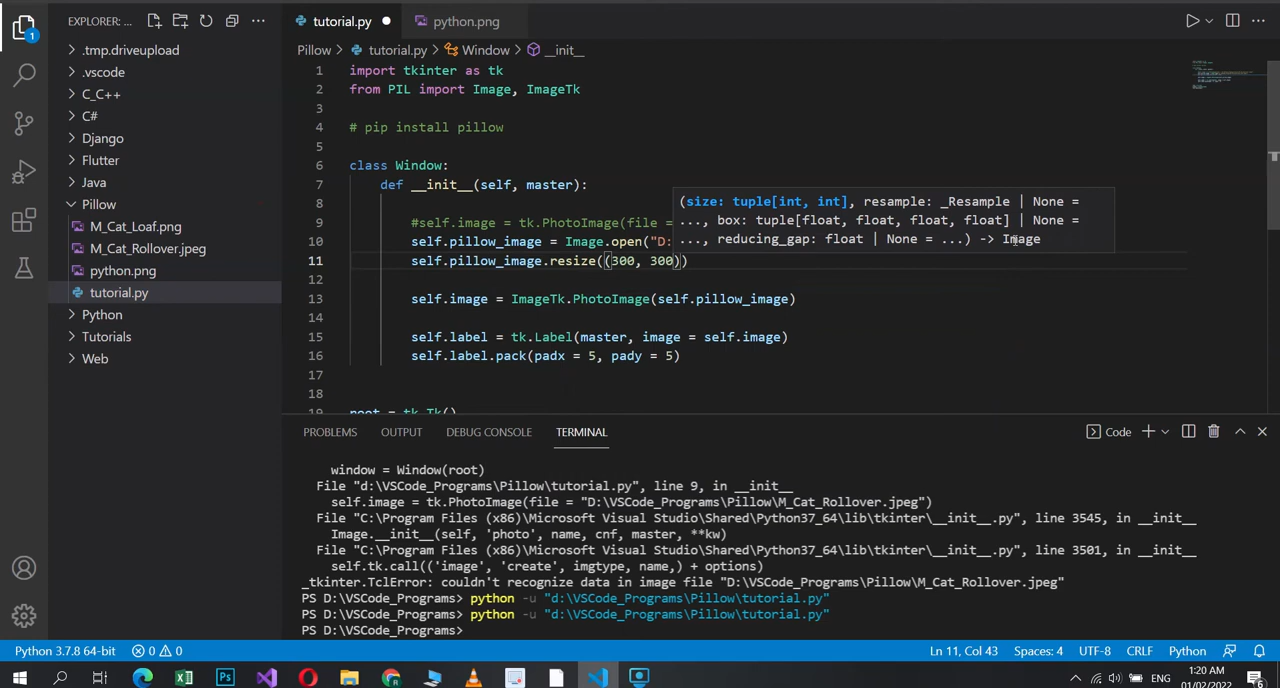 EXPLORER: ...
tutorial.py
python.png
1
.tmp.driveupload
.vscode
C_C++
C#
Django
Flutter
Java
Pillow
M_Cat_Loaf.png
M_Cat_Rollover.jpeg
python.png
tutorial.py
Python
Tutorials
Web
Pillow > tutorial.py > Window > __init__
1 import tkinter as tk
2 from PIL import Image, ImageTk
3
4 # pip install pillow
5
6 class Window:
7 def __init__(self, master):
8
9 #self.image = tk.PhotoImage(file =
10 self.pillow_image = Image.open("D:
11 self.pillow_image.resize((300, 300))
12
13 self.image = ImageTk.PhotoImage(self.pillow_image)
14
15 self.label = tk.Label(master, image = self.image)
16 self.label.pack(padx = 5, pady = 5)
17
18
19 root = tk.Tk()
(size: tuple[int, int], resample: _Resample | None =
..., box: tuple[float, float, float, float] | None =
..., reducing_gap: float | None = ...) -> Image
PROBLEMS OUTPUT DEBUG CONSOLE TERMINAL
Code
window = Window(root)
File "d:\VSCode_Programs\Pillow\tutorial.py", line 9, in __init__
self.image = tk.PhotoImage(file = "D:\VSCode_Programs\Pillow\M_Cat_Rollover.jpeg")
File "C:\Program Files (x86)\Microsoft Visual Studio\Shared\Python37_64\lib\tkinter\__init__.py", line 3545, in __init__
Image.__init__(self, 'photo', name, cnf, master, **kw)
File "C:\Program Files (x86)\Microsoft Visual Studio\Shared\Python37_64\lib\tkinter\__init__.py", line 3501, in __init__
self.tk.call(('image', 'create', imgtype, name,) + options)
_tkinter.TclError: couldn't recognize data in image file "D:\VSCode_Programs\Pillow\M_Cat_Rollover.jpeg"
PS D:\VSCode_Programs> python -u "d:\VSCode_Programs\Pillow\tutorial.py"
PS D:\VSCode_Programs> python -u "d:\VSCode_Programs\Pillow\tutorial.py"
PS D:\VSCode_Programs>
Python 3.7.8 64-bit 0 0 Ln 11, Col 43 Spaces: 4 UTF-8 CRLF Python
Ps
ENG
1:20 AM
01/02/2022
6